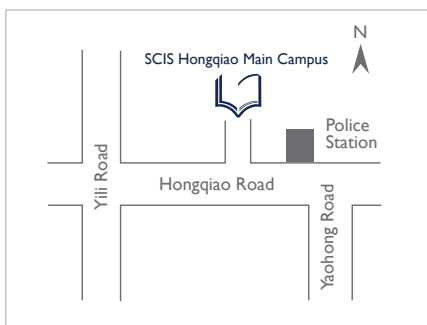 N
SCIS Hongqiao Main Campus
Police
Station
Yili Road
Hongqiao Road
Yaohong Road